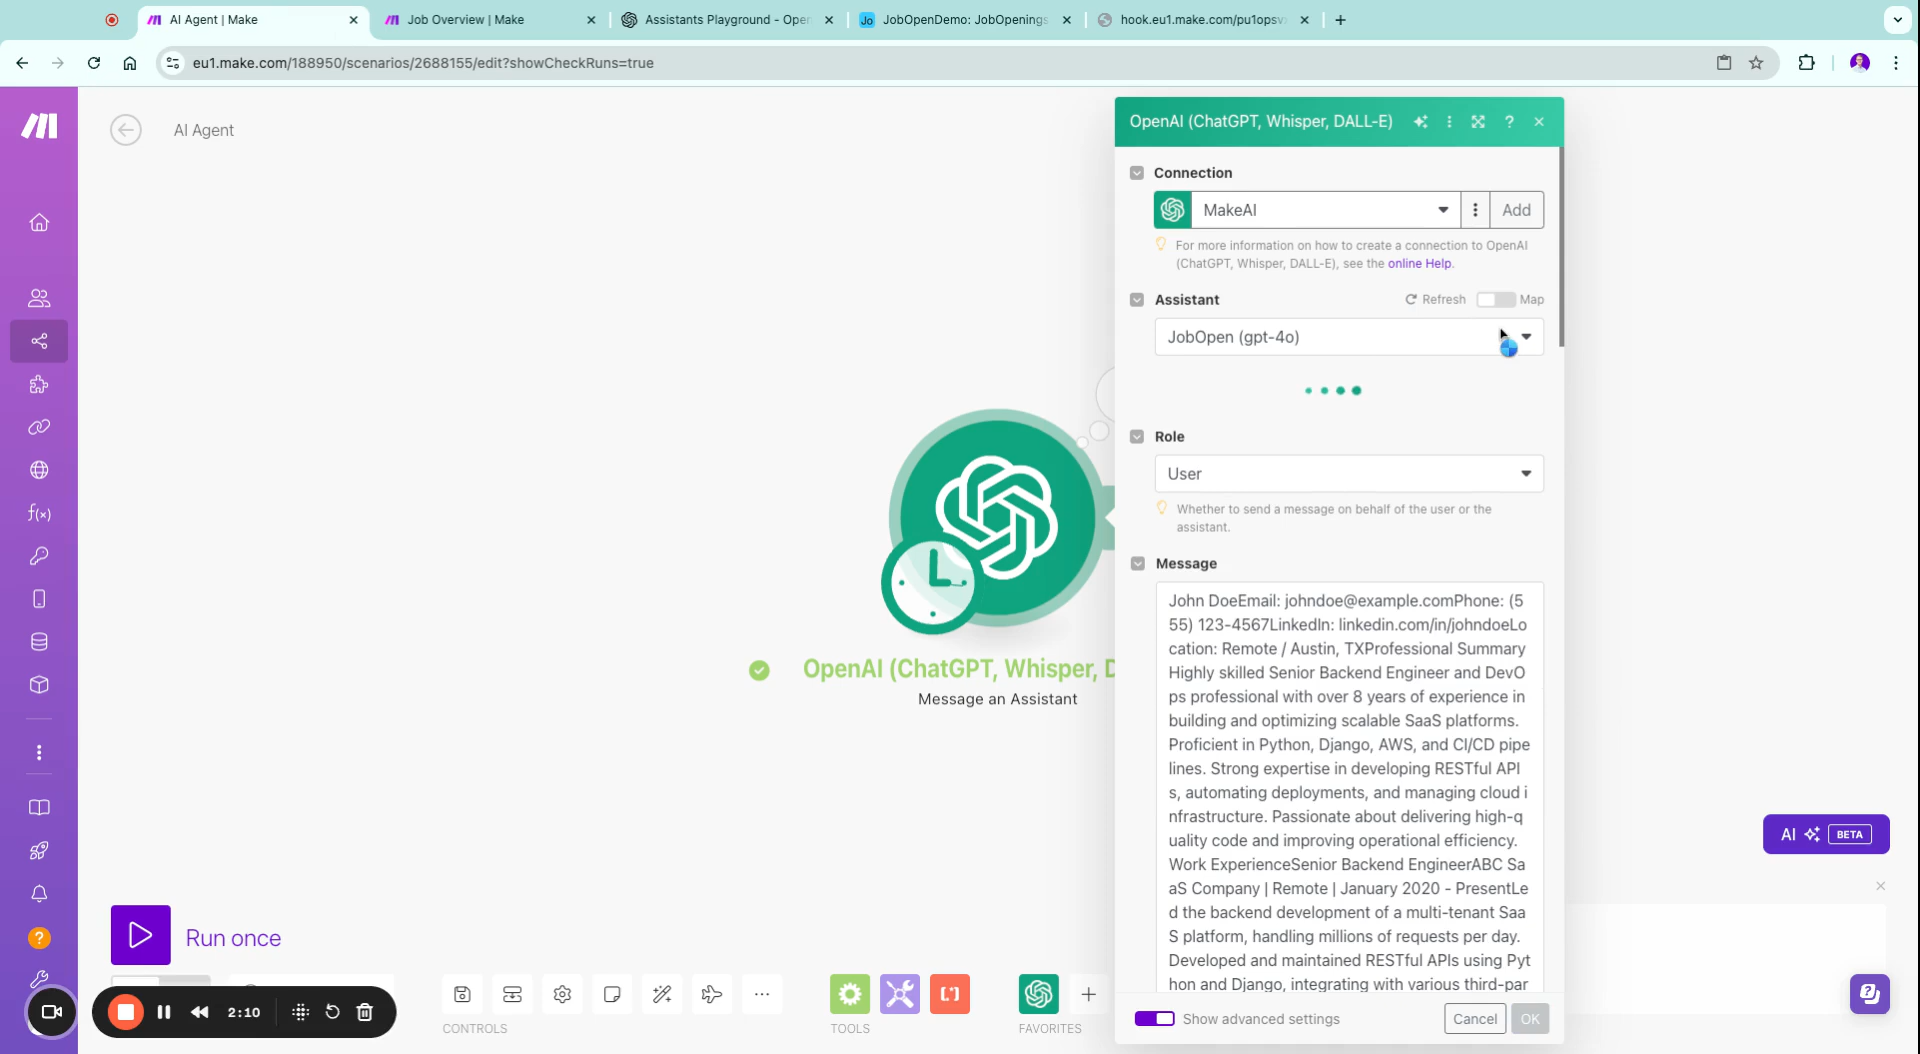 AI Agent | Make
Job Overview | Make
Assistants Playground - Open
Jo
JobOpenDemo: JobOpenings
hook.eu1.make.com/pu1opsv
eu1.make.com/188950/scenarios/2688155/edit?showCheckRuns=true
AI Agent
OpenAI (ChatGPT, Whisper, DALL-E)
Connection
MakeAI
Add
For more information on how to create a connection to OpenAI
(ChatGPT, Whisper, DALL-E), see the online Help.
Assistant
Refresh
Map
JobOpen (gpt-4o)
Role
User
Whether to send a message on behalf of the user or the
assistant.
Message
John DoeEmail: johndoe@example.comPhone: (5
55) 123-4567LinkedIn: linkedin.com/in/johndoeLo
cation: Remote / Austin, TXProfessional Summary
Highly skilled Senior Backend Engineer and DevO
ps professional with over 8 years of experience in
building and optimizing scalable SaaS platforms.
Proficient in Python, Django, AWS, and CI/CD pipe
lines. Strong expertise in developing RESTful API
s, automating deployments, and managing cloud i
nfrastructure. Passionate about delivering high-q
uality code and improving operational efficiency.
Work ExperienceSenior Backend EngineerABC Sa
aS Company | Remote | January 2020 - PresentLe
d the backend development of a multi-tenant Saa
S platform, handling millions of requests per day.
Developed and maintained RESTful APIs using Pyt
hon and Django, integrating with various third-par
Show advanced settings
Cancel
OK
OpenAI (ChatGPT, Whisper, D
Message an Assistant
f(x)
AI BETA
Run once
2:10
CONTROLS
TOOLS
FAVORITES